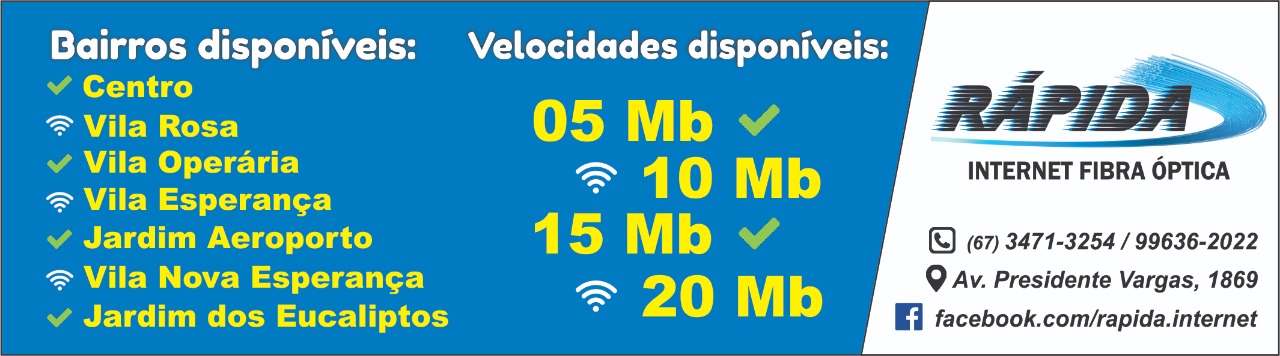 Bairros disponíveis:
Centro
Vila Rosa
Vila Operária
Vila Esperança
Jardim Aeroporto
Vila Nova Esperança
Jardim dos Eucaliptos
Velocidades disponíveis:
05 Mb
10 Mb
15 Mb
20 Mb
RÁPIDA
INTERNET FIBRA ÓPTICA
(67) 3471-3254 / 99636-2022
Av. Presidente Vargas, 1869
facebook.com/rapida.internet